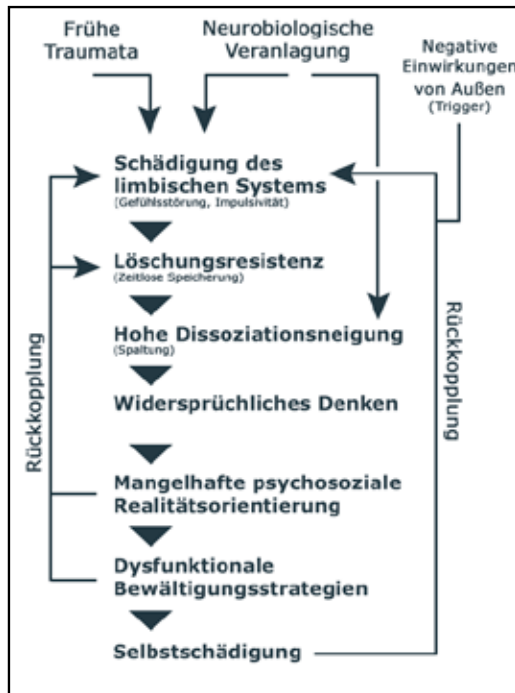 Frühe
Traumata
Neurobiologische
Veranlagung
Negative
Einwirkungen
von Außen
(Trigger)
Schädigung des
limbischen Systems
(Gefühlsstörung, Impulsivität)
Löschungsresistenz
(Zeitlose Speicherung)
Hohe Dissoziationsneigung
(Spaltung)
Widersprüchliches Denken
Mangelhafte psychosoziale
Realitätsorientierung
Dysfunktionale
Bewältigungsstrategien
Selbstschädigung
Rückkopplung
Rückkopplung